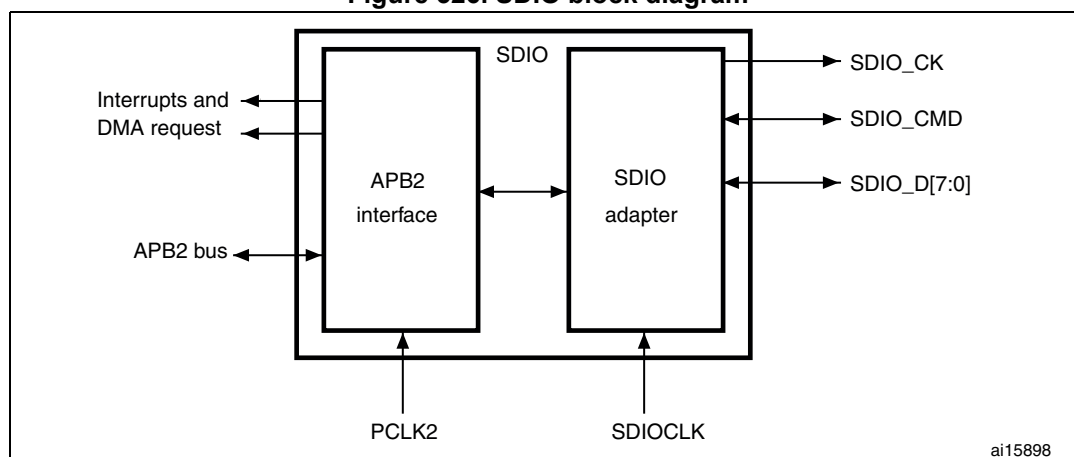 SDIO
SDIO_CK
Interrupts and
DMA request
SDIO_CMD
APB2
interface
SDIO
adapter
SDIO_D[7:0]
APB2 bus
PCLK2
SDIOCLK
ai15898